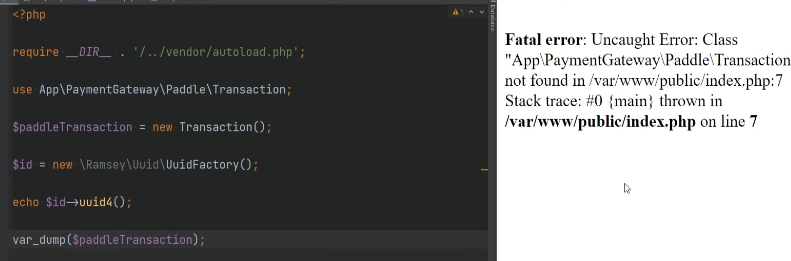 <?php
require __DIR__ . '/../vendor/autoload.php';
use App\PaymentGateway\Paddle\Transaction;
$paddleTransaction = new Transaction();
$id = new \Ramsey\Uuid\UuidFactory();
echo $id→uuid4();
var_dump($paddleTransaction);
1
Database
Fatal error: Uncaught Error: Class
"App\PaymentGateway\Paddle\Transaction
not found in /var/www/public/index.php:7
Stack trace: #0 {main} thrown in
/var/www/public/index.php on line 7